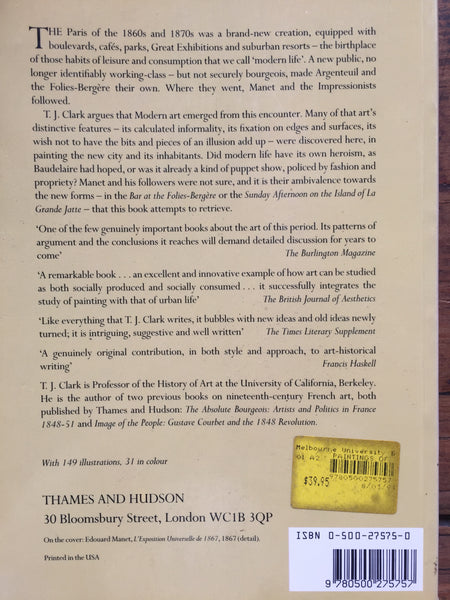 THE Paris of the 1860s and 1870s was a brand-new creation, equipped with
boulevards, cafés, parks, Great Exhibitions and suburban resorts – the birthplace
of those habits of leisure and consumption that we call ‘modern life’. A new public, no
longer identifiably working-class – but not securely bourgeois, made Argenteuil and
the Folies-Bergère their own. Where they went, Manet and the Impressionists
followed.
T. J. Clark argues that Modern art emerged from this encounter. Many of that art’s
distinctive features – its calculated informality, its fixation on edges and surfaces, its
wish not to have the bits and pieces of an illusion add up – were discovered here, in
painting the new city and its inhabitants. Did modern life have its own heroism, as
Baudelaire had hoped, or was it already a kind of puppet show, policed by fashion and
propriety? Manet and his followers were not sure, and it is their ambivalence towards
the new forms – in the Bar at the Folies-Bergère or the Sunday Afternoon on the Island of La
Grande Jatte – that this book attempts to retrieve.
‘One of the few genuinely important books about the art of this period. Its patterns of
argument and the conclusions it reaches will demand detailed discussion for years to
come’ The Burlington Magazine
‘A remarkable book . . . an excellent and innovative example of how art can be studied
as both socially produced and socially consumed . . . it successfully integrates the
study of painting with that of urban life’ The British Journal of Aesthetics
‘Like everything that T. J. Clark writes, it bubbles with new ideas and old ideas newly
turned; it is intriguing, suggestive and well written’ The Times Literary Supplement
‘A genuinely original contribution, in both style and approach, to art-historical
writing’ Francis Haskell
T. J. Clark is Professor of the History of Art at the University of California, Berkeley.
He is the author of two previous books on nineteenth-century French art, both
published by Thames and Hudson: The Absolute Bourgeois: Artists and Politics in France
1848–51 and Image of the People: Gustave Courbet and the 1848 Revolution.
With 149 illustrations, 31 in colour
Melbourne University
PAINTINGS
$39.95
9780500275757
THAMES AND HUDSON
30 Bloomsbury Street, London WC1B 3QP
On the cover: Edouard Manet, L’Exposition Universelle de 1867, 1867 (detail).
Printed in the USA
ISBN 0-500-27575-0
9 780500 275757